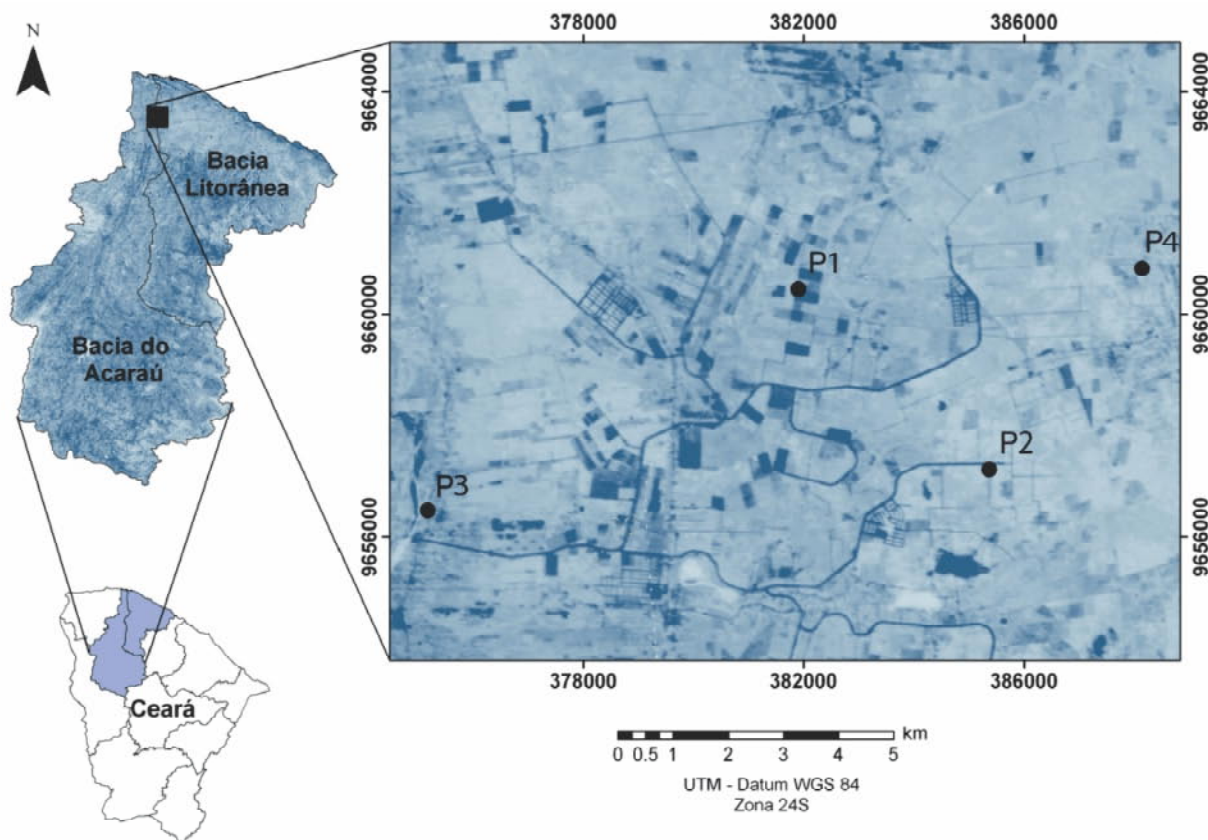 N
378000
382000
386000
9664000
9664000
Bacia
Litorânea
P4
P1
9660000
9660000
Bacia do
Acaraú
P2
P3
9656000
9656000
378000
382000
386000
Ceará
km
0 0.5 1 2 3 4 5
UTM - Datum WGS 84
Zona 24S